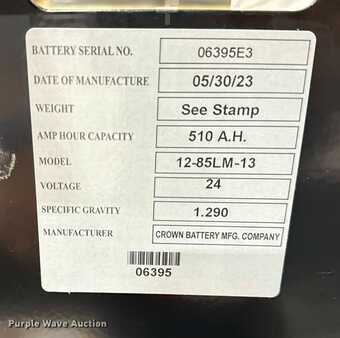 BATTERY SERIAL NO. 06395E3
DATE OF MANUFACTURE 05/30/23
WEIGHT See Stamp
AMP HOUR CAPACITY 510 A.H.
MODEL 12-85LM-13
VOLTAGE 24
SPECIFIC GRAVITY 1.290
MANUFACTURER CROWN BATTERY MFG. COMPANY
06395
Purple Wave Auction